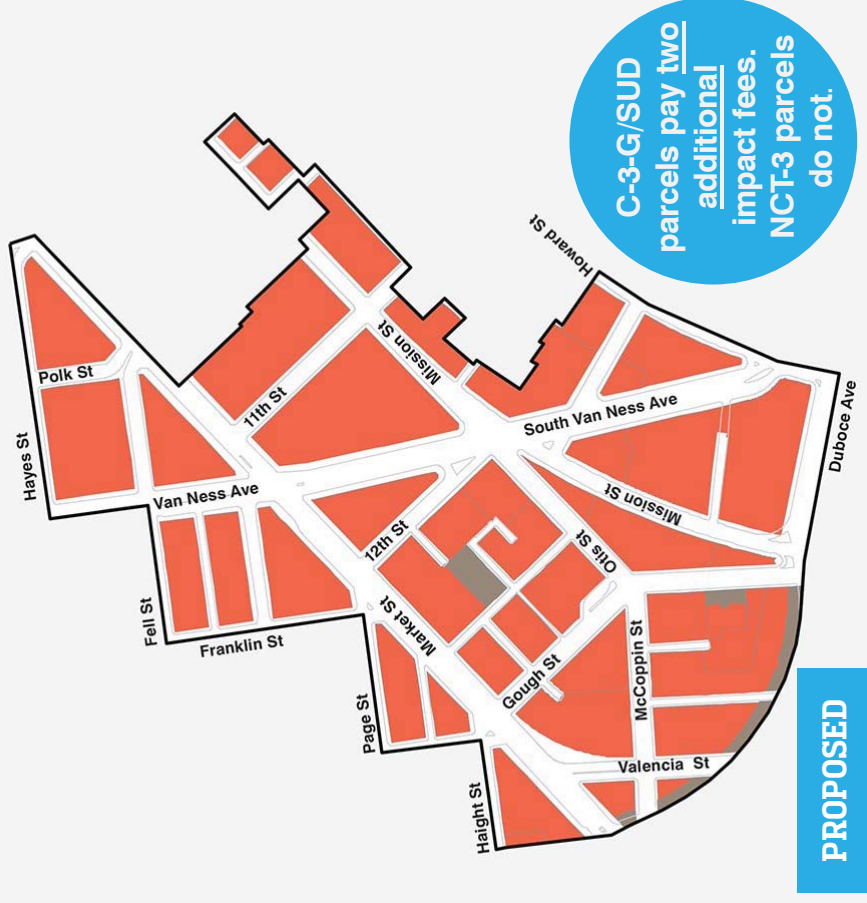 C-3-G/SUD
parcels pay two
additional
impact fees.
NCT-3 parcels
do not.
Howard St
Polk St
Hayes St
11th St
Mission St
South Van Ness Ave
Van Ness Ave
Duboce Ave
Mission St
12th St
Otis St
Fell St
Franklin St
Market St
Page St
Gough St
McCoppin St
Valencia St
Haight St
PROPOSED